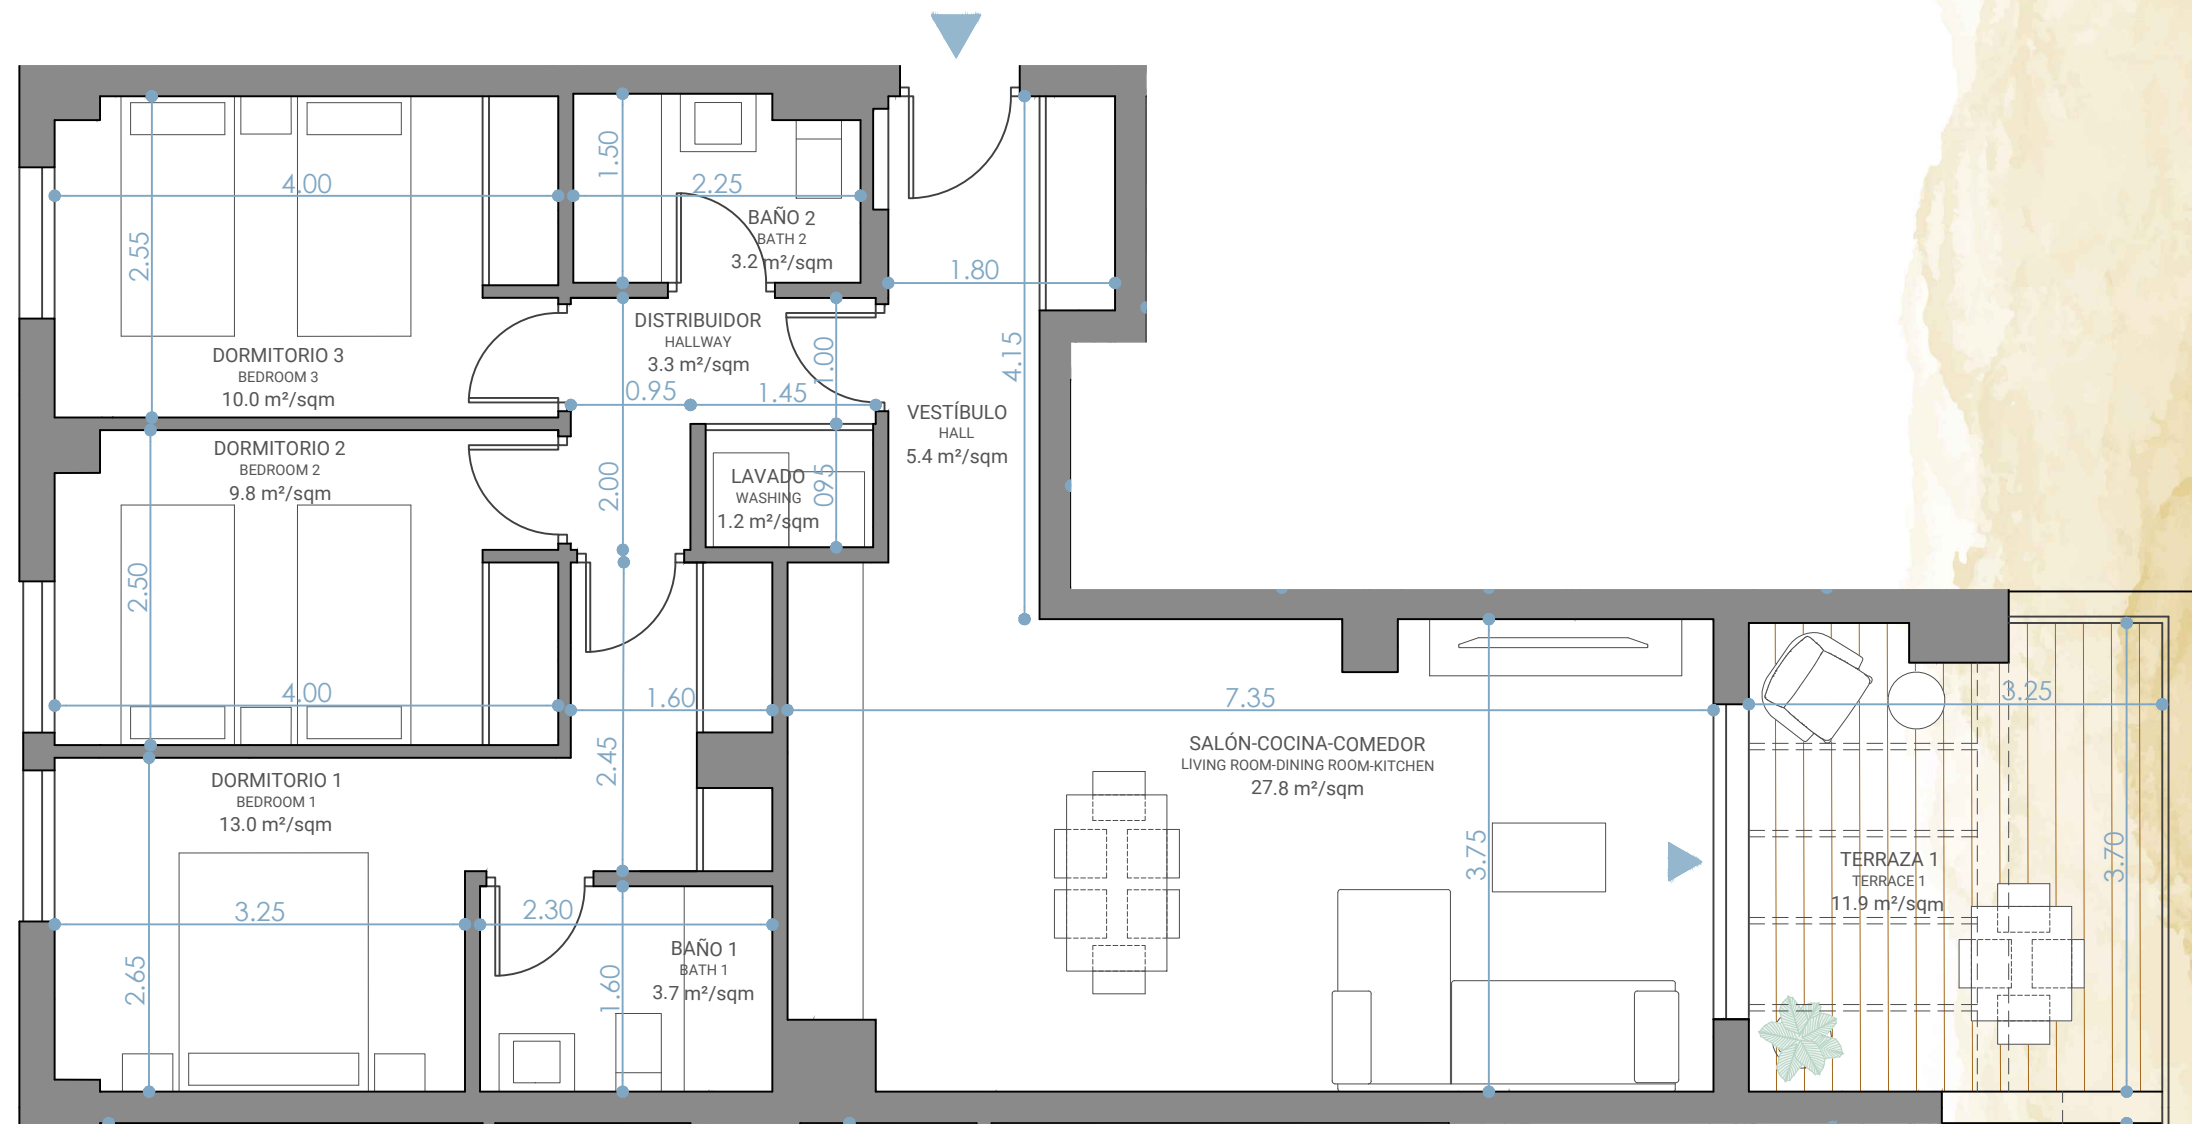 1.50
4.00
2.25
BAÑO 2
BATH 2
3.2 m²/sqm
2.55
1.80
DISTRIBUIDOR
HALLWAY
3.3 m²/sqm
DORMITORIO 3
BEDROOM 3
10.0 m²/sqm
1.00
4.15
0.95
1.45
VESTÍBULO
HALL
5.4 m²/sqm
DORMITORIO 2
BEDROOM 2
9.8 m²/sqm
2.00
LAVADO
WASHING
1.2 m²/sqm
095
2.50
4.00
1.60
7.35
3.25
SALÓN-COCINA-COMEDOR
LIVING ROOM-DINING ROOM-KITCHEN
27.8 m²/sqm
2.45
DORMITORIO 1
BEDROOM 1
13.0 m²/sqm
3.75
3.70
TERRAZA 1
TERRACE 1
11.9 m²/sqm
3.25
2.30
BAÑO 1
BATH 1
3.7 m²/sqm
2.65
1.60